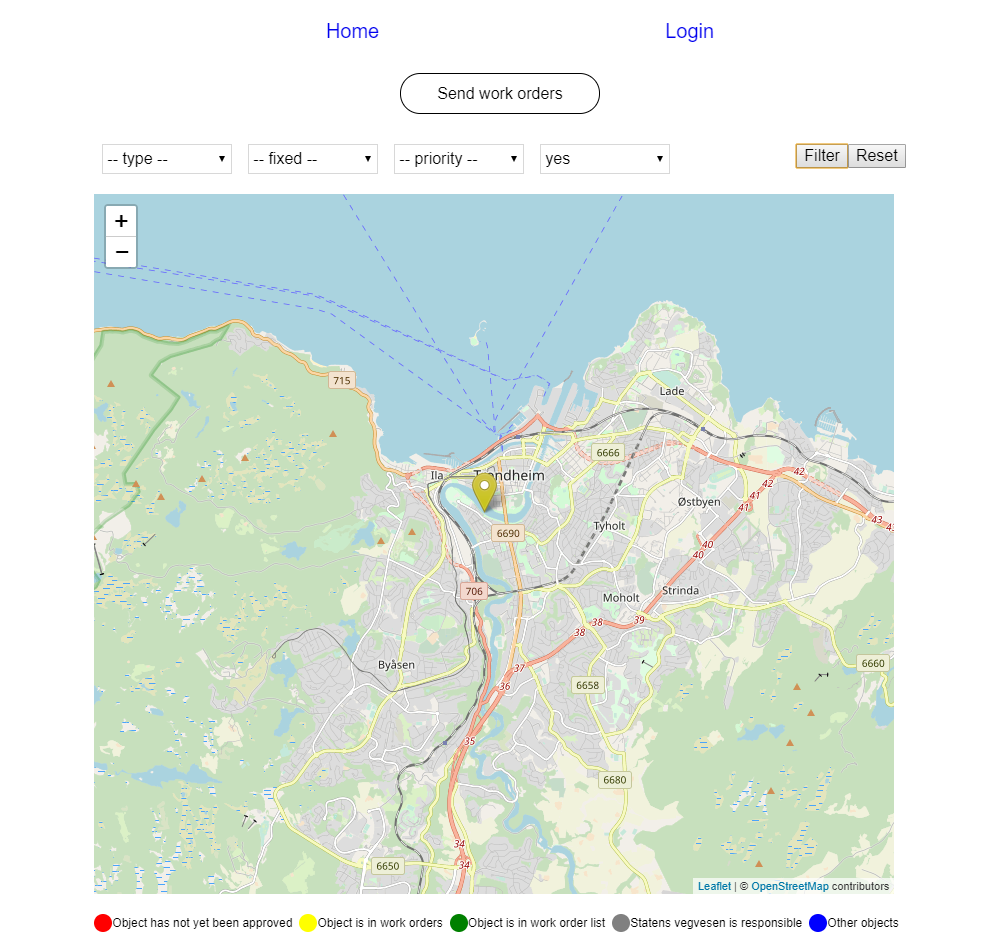 Home Login
Send work orders
-- type -- -- fixed -- -- priority -- yes Filter Reset
+
−
715
Lade
6666
42
Ila
Trondheim
42
41
41
Østbyen
43
43
Tyholt
6690
40
40
706
Moholt
Strinda
38
38
39
Byåsen
37
6660
36
6658
35
6680
34
34
6650
Leaflet | © OpenStreetMap contributors
Object has not yet been approved Object is in work orders Object is in work order list Statens vegvesen is responsible Other objects